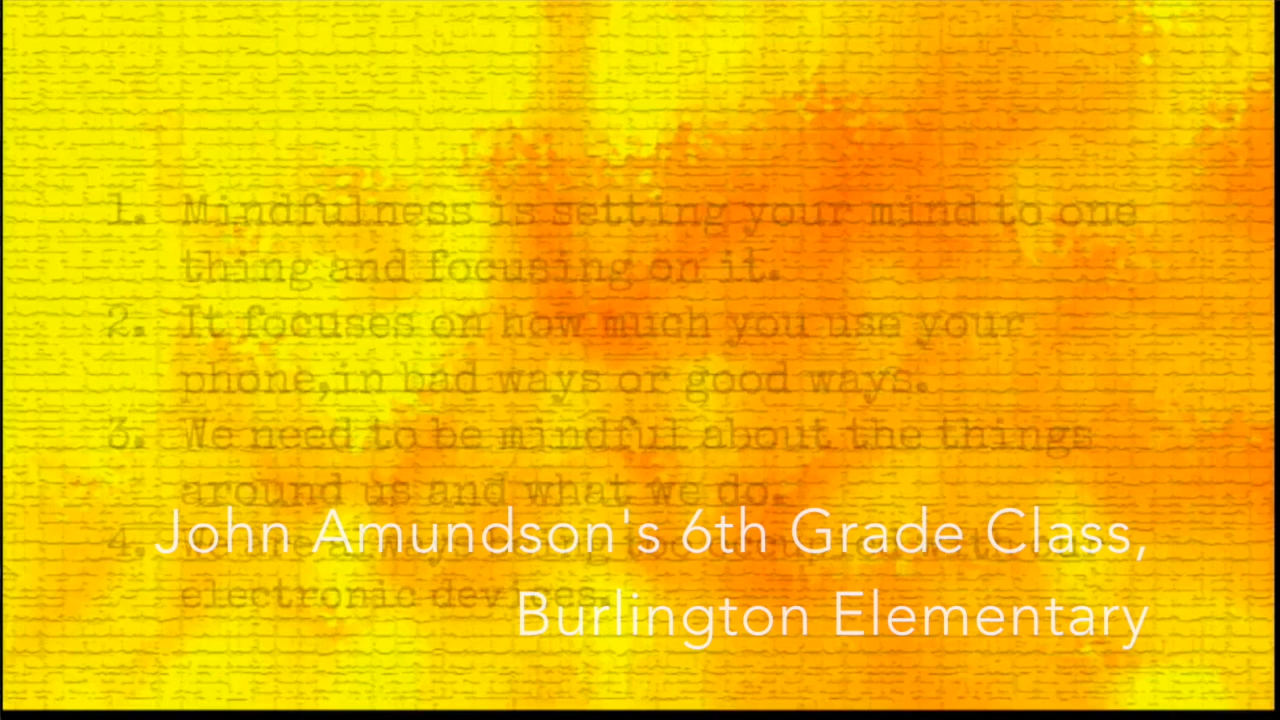 1. Mindfulness is setting your mind to one
thing and focusing on it.
2. It focuses on how much you use your
phone,in bad ways or good ways.
3. We need to be mindful about the things
around us and what we do.
4.
electronic devices.
John Amundson's 6th Grade Class,
Burlington Elementary